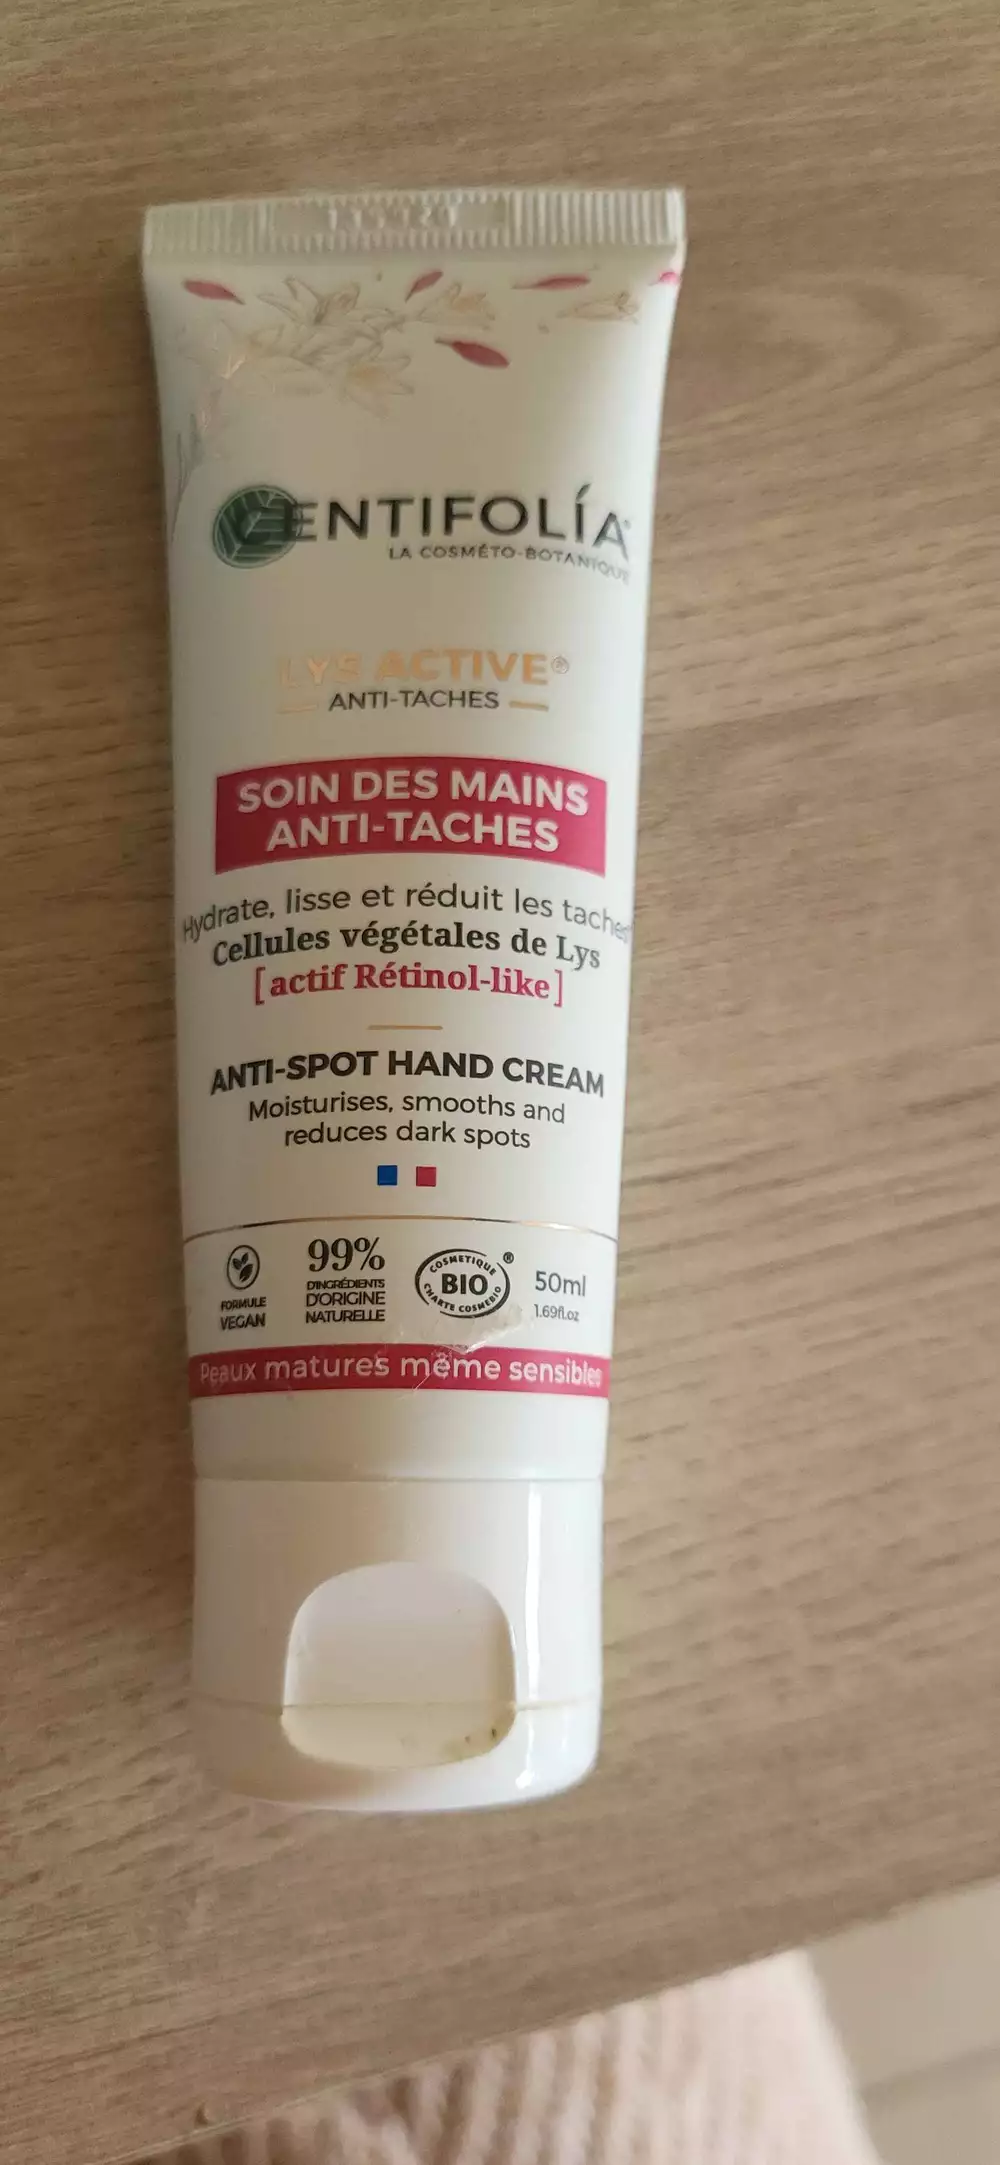 CENTIFOLÍA
LA COSMÉTO-BOTANIQUE
LYS ACTIVE®
ANTI-TACHES
SOIN DES MAINS
ANTI-TACHES
Hydrate, lisse et réduit les taches
Cellules végétales de Lys
[actif Rétinol-like]
ANTI-SPOT HAND CREAM
Moisturises, smooths and
reduces dark spots
FORMULE
VEGAN
99%
D'INGRÉDIENTS
D'ORIGINE
NATURELLE
COSMETIQUE
BIO
CHARTE COSMEBIO
®
50ml
1.69fl.oz
Peaux matures même sensibles